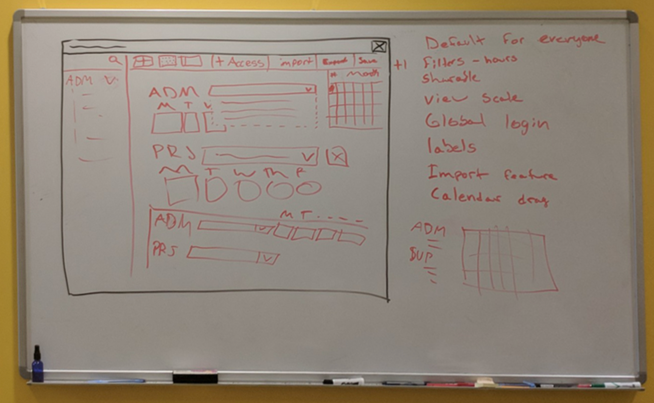 + Access import Export Save
ADM v
Month
+1
ADM
M T W
PRJ
M T W Th F
ADM
M T
PRJ
Default for everyone
Filters - hours
Sharable
View Scale
Global login
labels
Import feature
Calendar drag
ADM
SUP